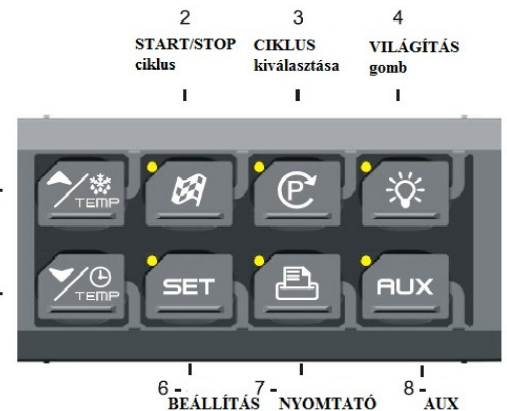 2 3 4
START/STOP CIKLUS VILÁGÍTÁS
ciklus kiválasztása gomb
TEMP P
TEMP SET AUX
6 - 7 - 8 -
BEÁLLÍTÁS NYOMTATÓ AUX